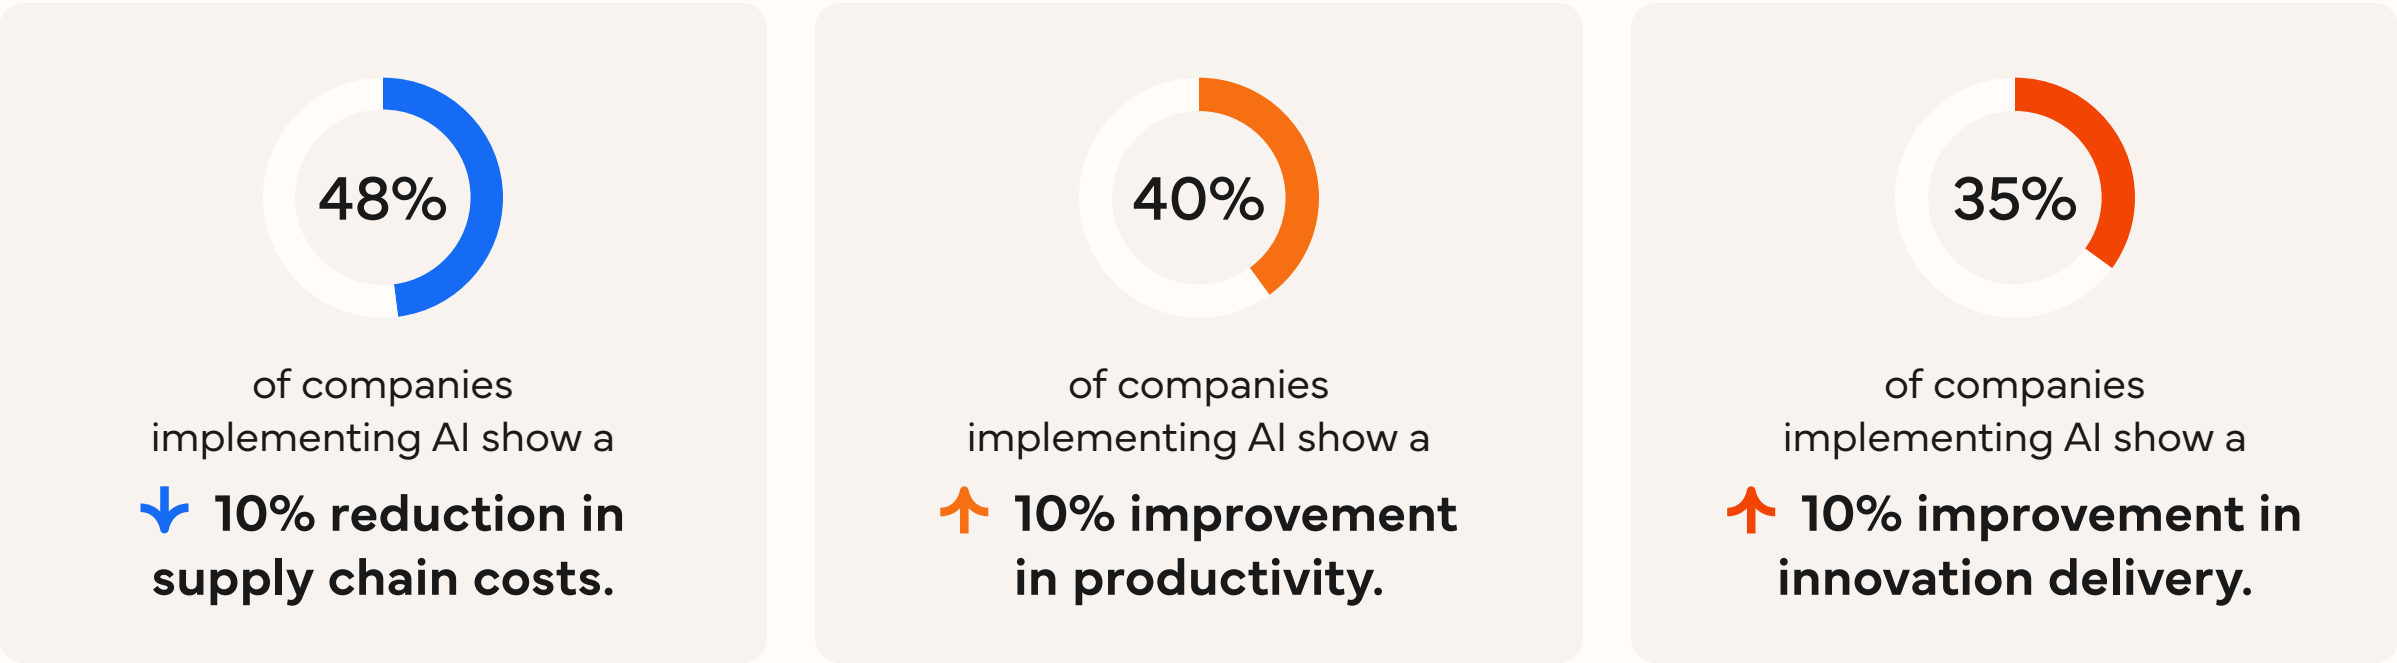 48%
of companies
implementing AI show a
10% reduction in
supply chain costs.
40%
of companies
implementing AI show a
10% improvement
in productivity.
35%
of companies
implementing AI show a
10% improvement in
innovation delivery.